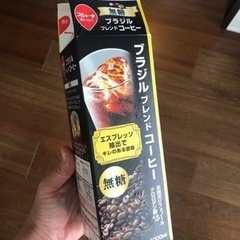 無糖
ブラジル
ブレンドコーヒー
ブラジルブレンドコーヒー
エスプレッソ
抽出で
キレのある苦味
無糖